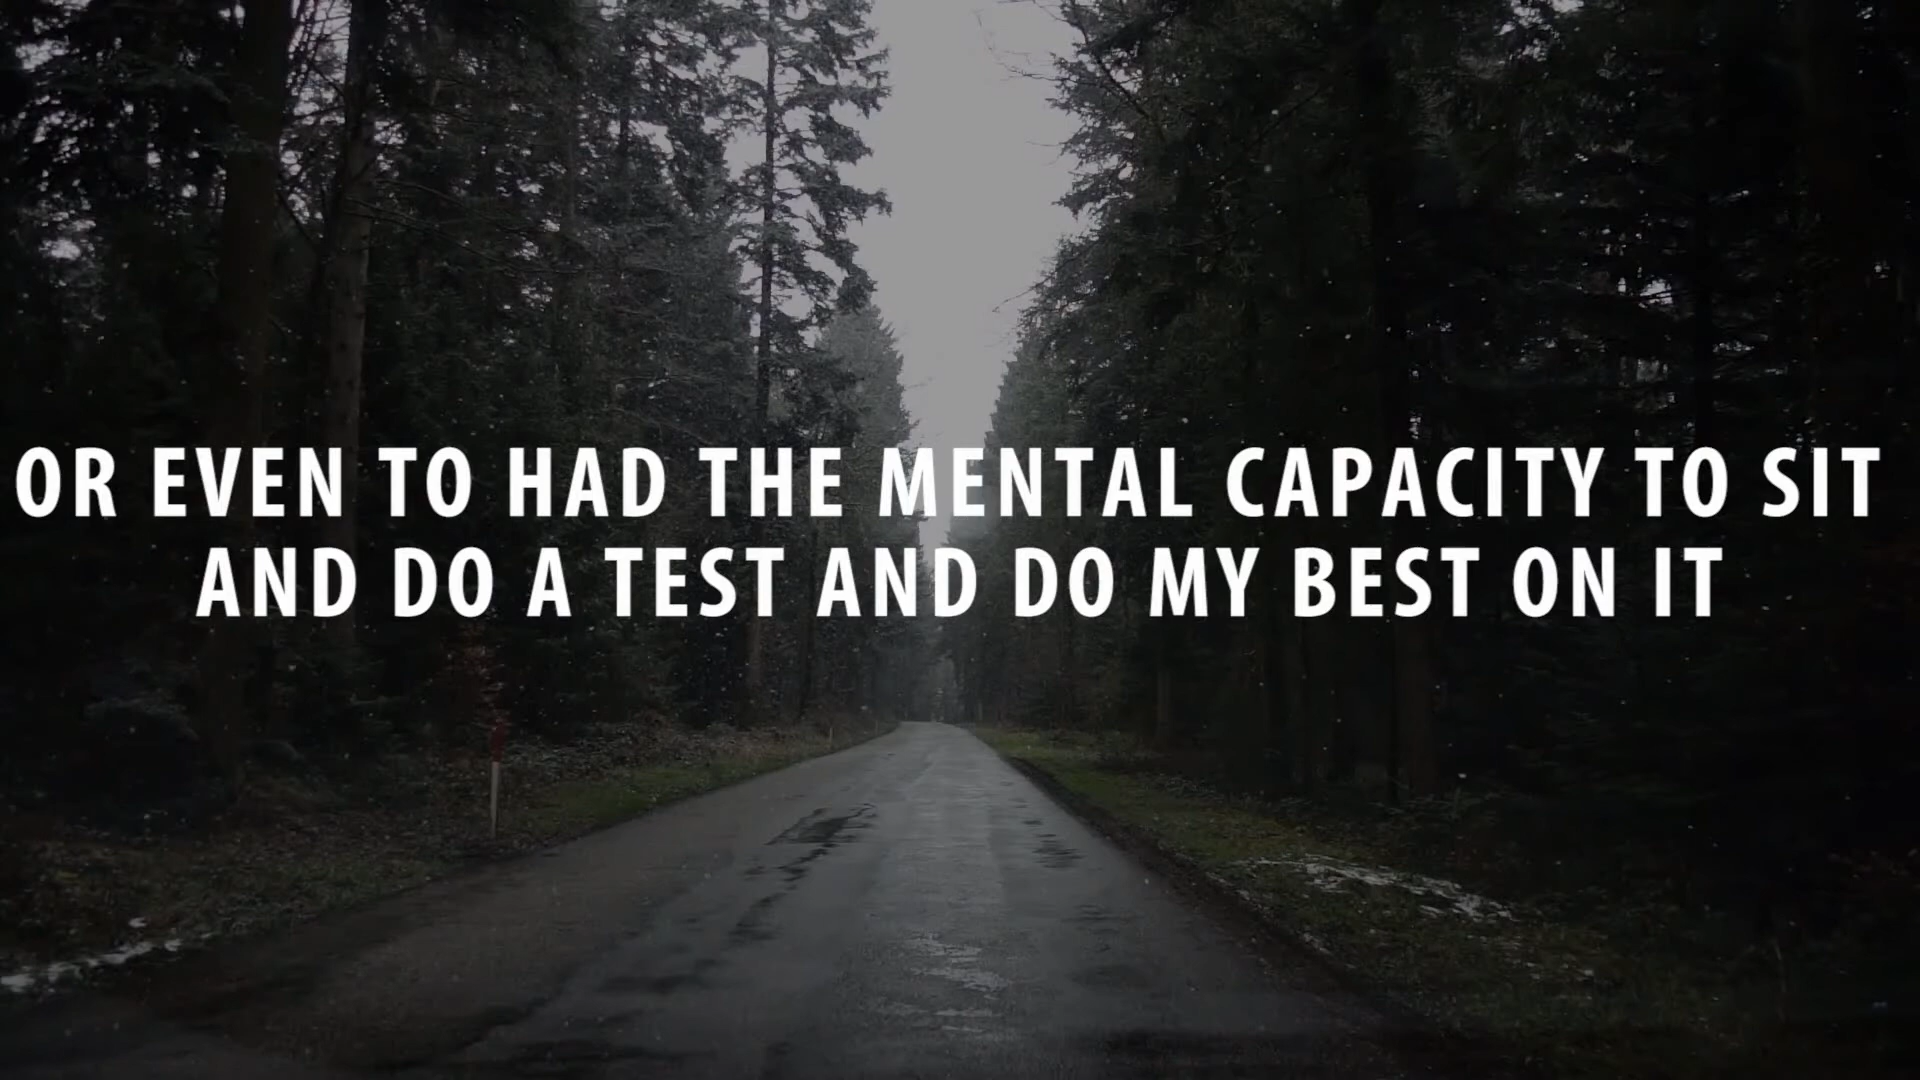 OR EVEN TO HAD THE MENTAL CAPACITY TO SIT
AND DO A TEST AND DO MY BEST ON IT